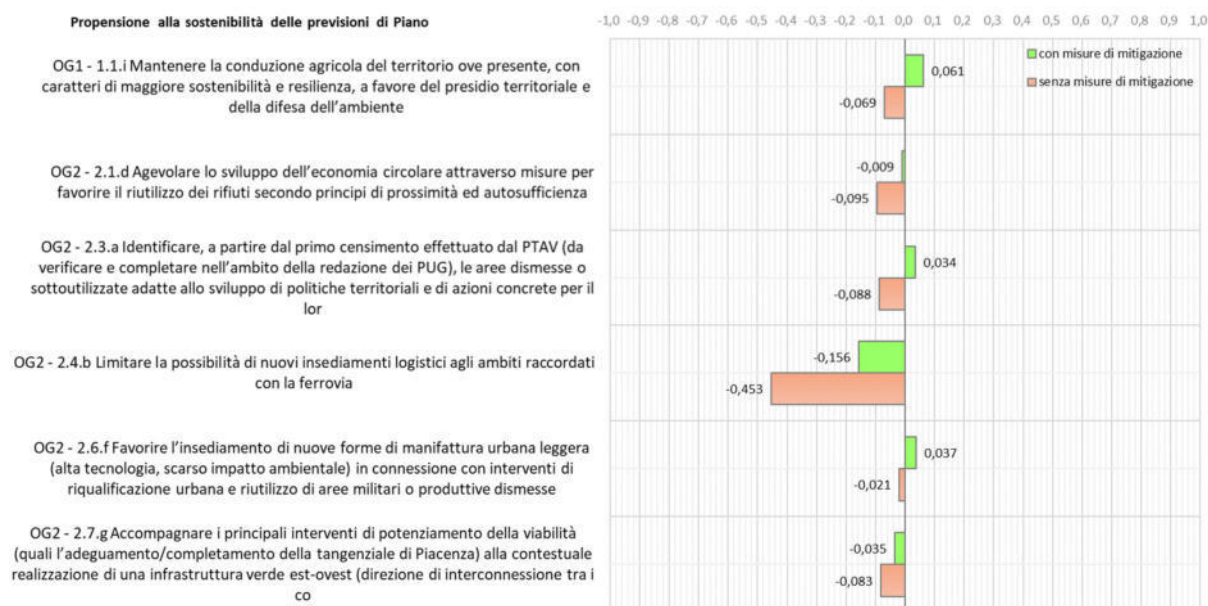 Propensione alla sostenibilità delle previsioni di Piano
-1,0 -0,9 -0,8 -0,7 -0,6 -0,5 -0,4 -0,3 -0,2 -0,1 0,0 0,1 0,2 0,3 0,4 0,5 0,6 0,7 0,8 0,9 1,0
con misure di mitigazione
senza misure di mitigazione
OG1 - 1.1.i Mantenere la conduzione agricola del territorio ove presente, con
caratteri di maggiore sostenibilità e resilienza, a favore del presidio territoriale e
della difesa dell'ambiente
0,061
-0,069
OG2 - 2.1.d Agevolare lo sviluppo dell'economia circolare attraverso misure per
favorire il riutilizzo dei rifiuti secondo principi di prossimità ed autosufficienza
-0,009
-0,095
OG2 - 2.3.a Identificare, a partire dal primo censimento effettuato dal PTAV (da
verificare e completare nell'ambito della redazione dei PUG), le aree dismesse o
sottoutilizzate adatte allo sviluppo di politiche territoriali e di azioni concrete per il
lor
0,034
-0,088
OG2 - 2.4.b Limitare la possibilità di nuovi insediamenti logistici agli ambiti raccordati
con la ferrovia
-0,156
-0,453
OG2 - 2.6.f Favorire l'insediamento di nuove forme di manifattura urbana leggera
(alta tecnologia, scarso impatto ambientale) in connessione con interventi di
riqualificazione urbana e riutilizzo di aree militari o produttive dismesse
0,037
-0,021
OG2 - 2.7.g Accompagnare i principali interventi di potenziamento della viabilità
(quali l'adeguamento/completamento della tangenziale di Piacenza) alla contestuale
realizzazione di una infrastruttura verde est-ovest (direzione di interconnessione tra i
co
-0,035
-0,083